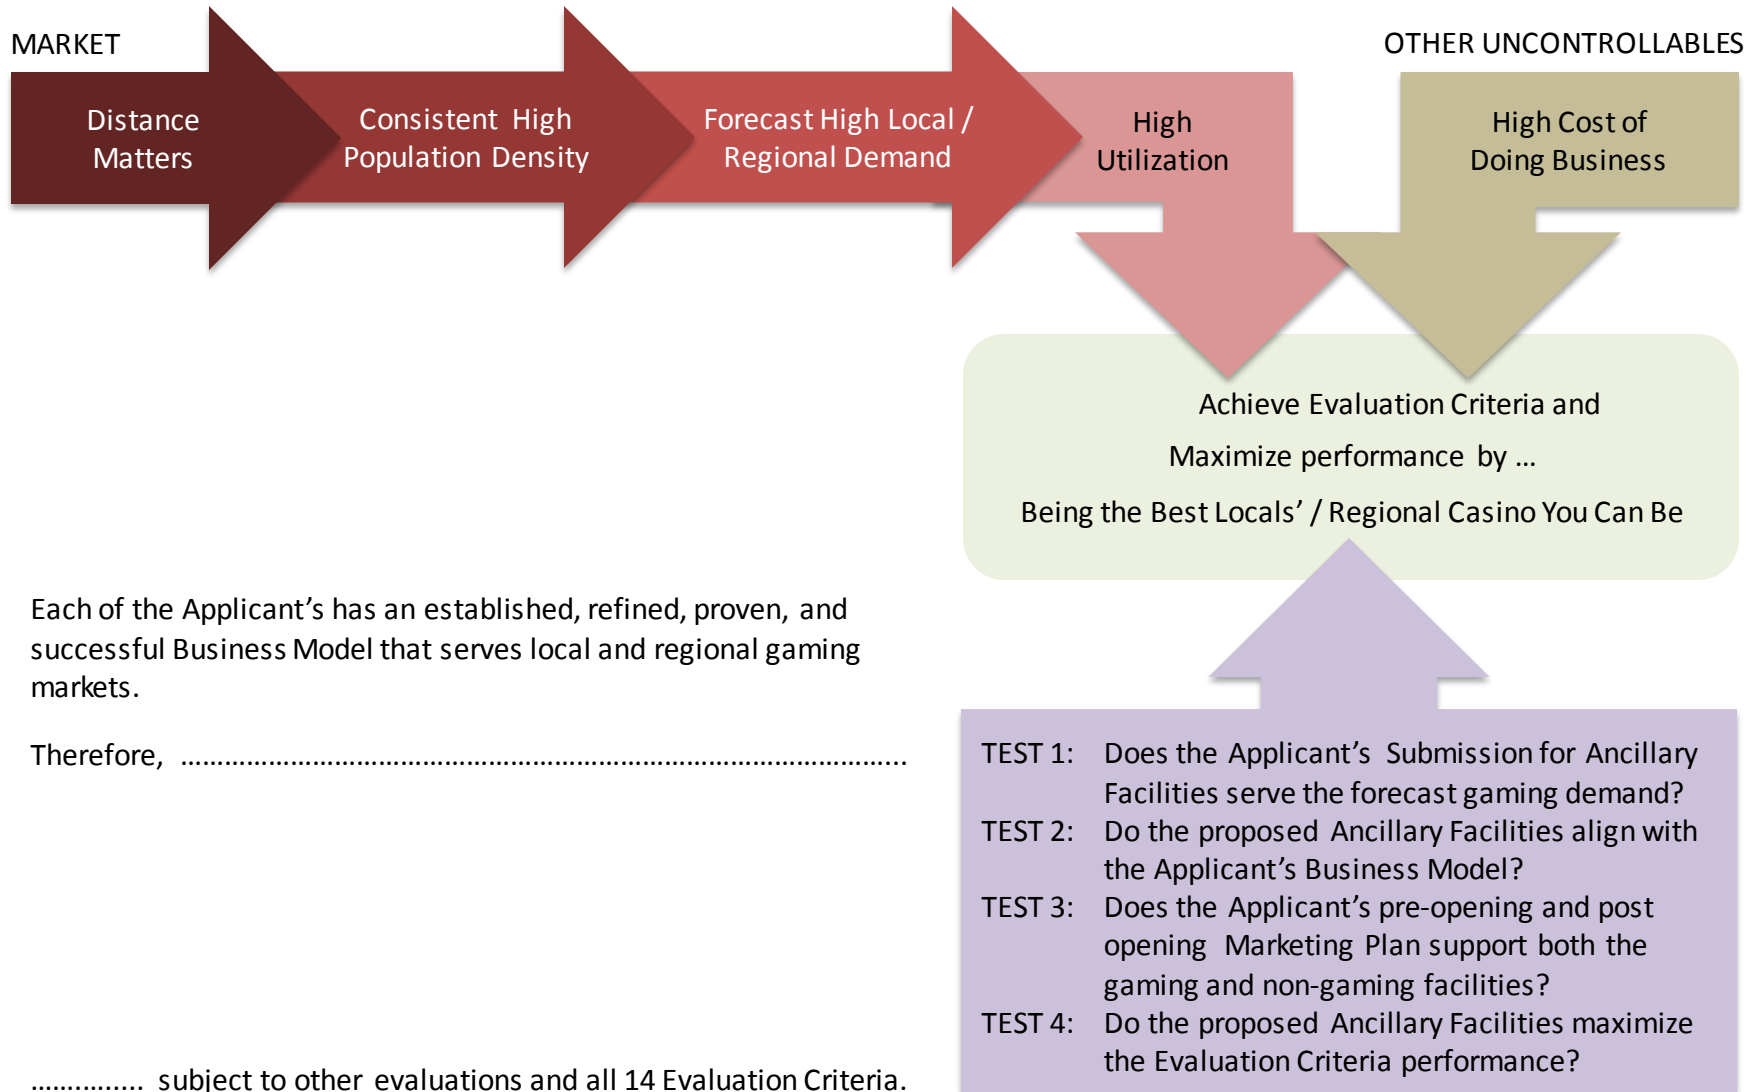 MARKET
OTHER UNCONTROLLABLES
Distance
Matters
Consistent High
Population Density
Forecast High Local /
Regional Demand
High
Utilization
High Cost of
Doing Business
Achieve Evaluation Criteria and
Maximize performance by ...
Being the Best Locals’ / Regional Casino You Can Be
Each of the Applicant’s has an established, refined, proven, and
successful Business Model that serves local and regional gaming
markets.
Therefore, ...........................................................................................
............... subject to other evaluations and all 14 Evaluation Criteria.
TEST 1: Does the Applicant’s Submission for Ancillary
Facilities serve the forecast gaming demand?
TEST 2: Do the proposed Ancillary Facilities align with
the Applicant’s Business Model?
TEST 3: Does the Applicant’s pre-opening and post
opening Marketing Plan support both the
gaming and non-gaming facilities?
TEST 4: Do the proposed Ancillary Facilities maximize
the Evaluation Criteria performance?